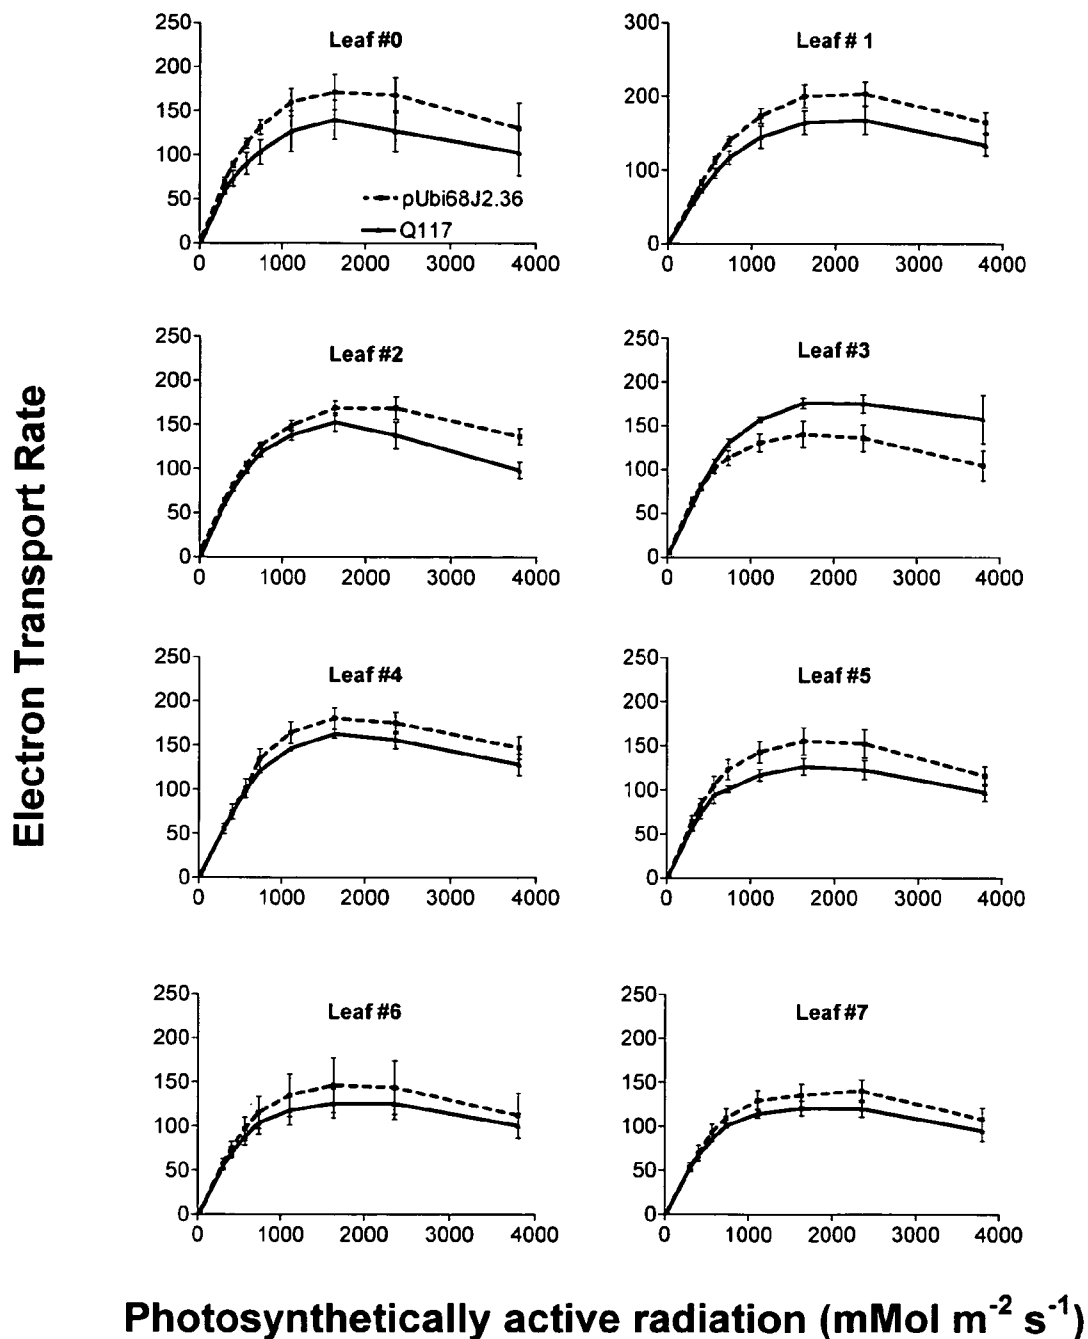 Electron Transport Rate
Leaf #0
250
200
150
100
50
0
0 1000 2000 3000 4000
pUbi68J2.36
Q117
Leaf # 1
300
200
100
0
0 1000 2000 3000 4000
Leaf #2
250
200
150
100
50
0
0 1000 2000 3000 4000
Leaf #3
250
200
150
100
50
0
0 1000 2000 3000 4000
Leaf #4
250
200
150
100
50
0
0 1000 2000 3000 4000
Leaf #5
250
200
150
100
50
0
0 1000 2000 3000 4000
Leaf #6
250
200
150
100
50
0
0 1000 2000 3000 4000
Leaf #7
250
200
150
100
50
0
0 1000 2000 3000 4000
Photosynthetically active radiation (mMol m⁻² s⁻¹)